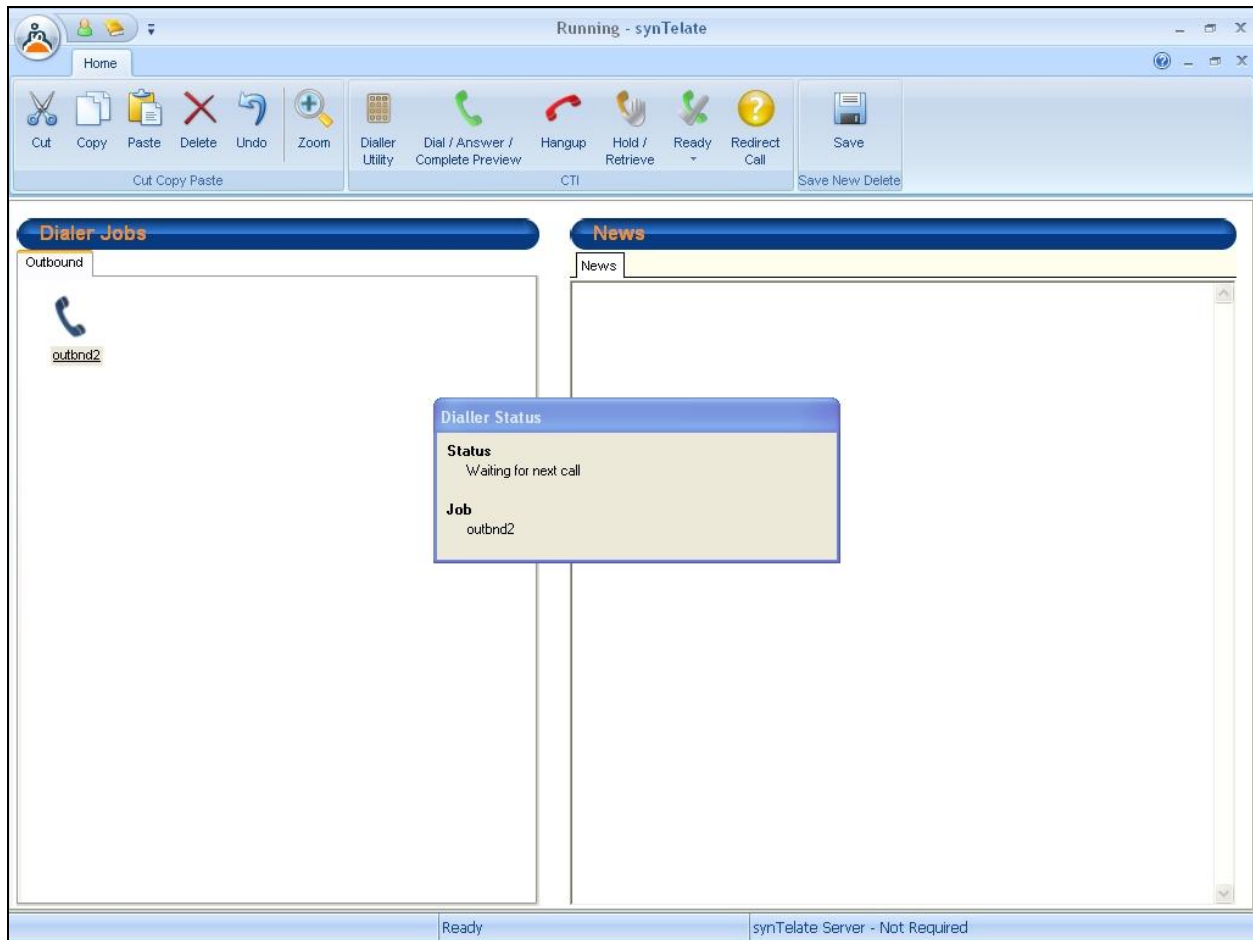 Running - synTelate
Home
Cut
Copy
Paste
Delete
Undo
Zoom
Dialler
Utility
Dial / Answer /
Complete Preview
Hangup
Hold /
Retrieve
Ready
Redirect
Call
Save
Cut Copy Paste
CTI
Save New Delete
Dialer Jobs
Outbound
outbnd2
News
News
Dialler Status
Status
Waiting for next call
Job
outbnd2
Ready
synTelate Server - Not Required